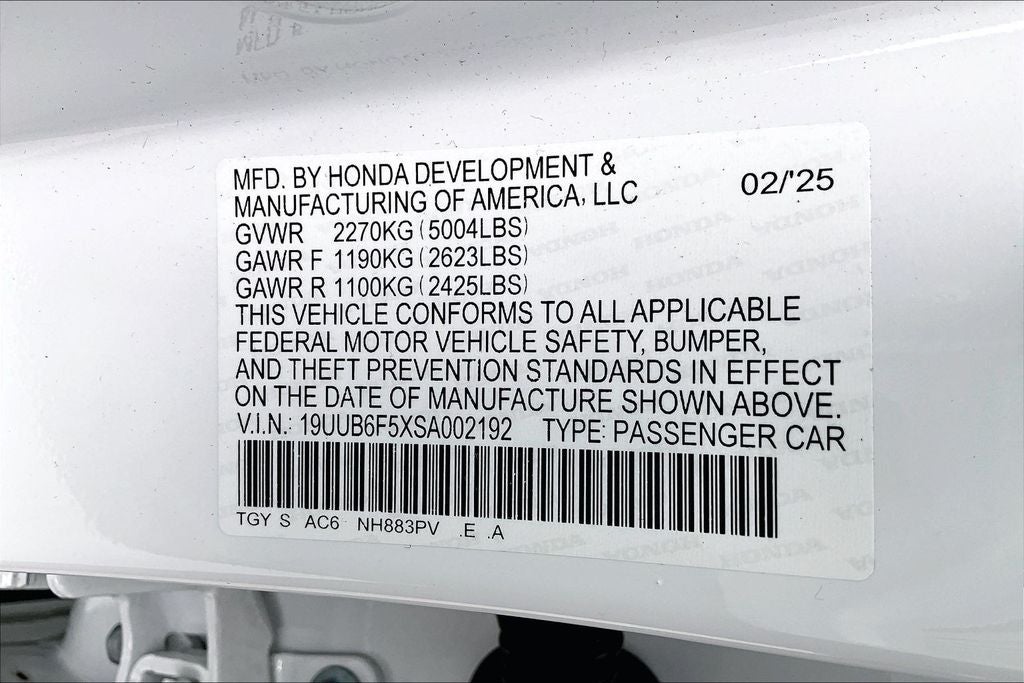 MFD. BY HONDA DEVELOPMENT &
MANUFACTURING OF AMERICA, LLC 02/'25
GVWR 2270KG (5004LBS)
GAWR F 1190KG (2623LBS)
GAWR R 1100KG (2425LBS)
THIS VEHICLE CONFORMS TO ALL APPLICABLE
FEDERAL MOTOR VEHICLE SAFETY, BUMPER,
AND THEFT PREVENTION STANDARDS IN EFFECT
ON THE DATE OF MANUFACTURE SHOWN ABOVE.
V.I.N.: 19UUB6F5XSA002192 TYPE: PASSENGER CAR
TGY S AC6 NH883PV .E .A